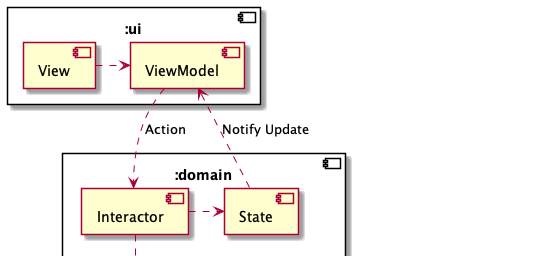 :ui
View
ViewModel
Action
Notify Update
:domain
Interactor
State